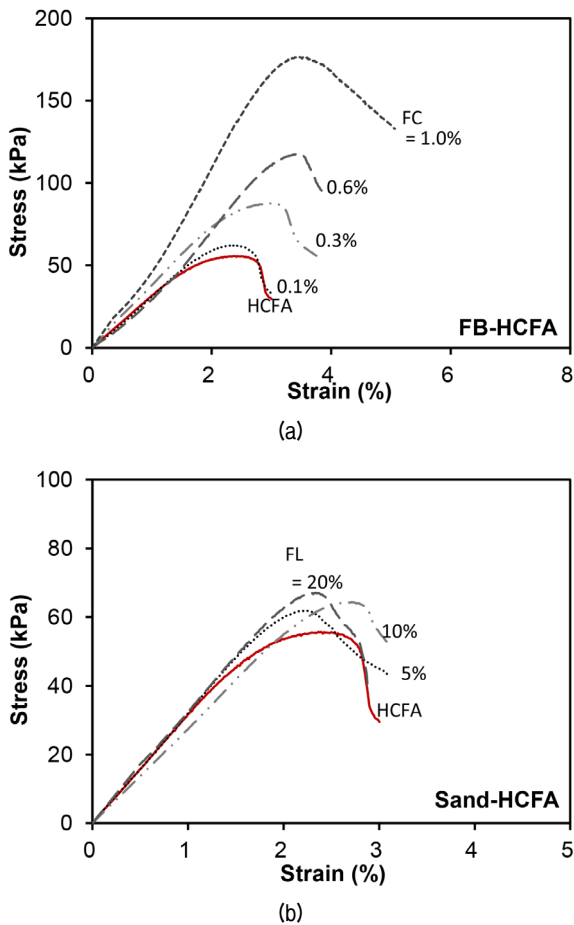 200
150
100
50
0
Stress (kPa)
FC
= 1.0%
0.6%
0.3%
0.1%
HCFA
FB-HCFA
0 2 4 6 8
Strain (%)
(a)
100
80
60
40
20
0
Stress (kPa)
FL
= 20%
10%
5%
HCFA
Sand-HCFA
0 1 2 3 4 5
Strain (%)
(b)